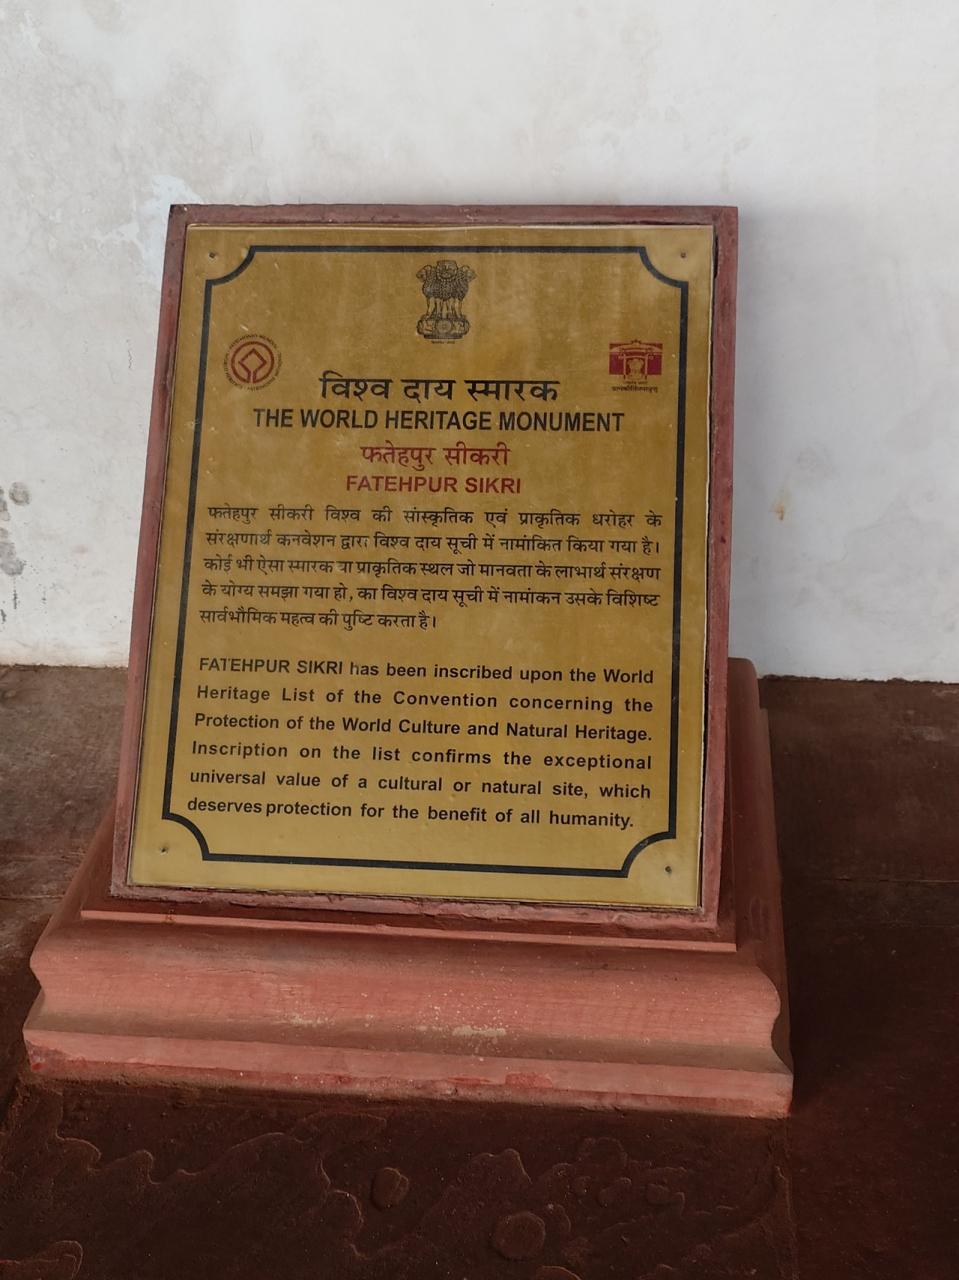 विश्व दाय स्मारक
THE WORLD HERITAGE MONUMENT
फतेहपुर सीकरी
FATEHPUR SIKRI
फतेहपुर सीकरी विश्व की सांस्कृतिक एवं प्राकृतिक धरोहर के
संरक्षणार्थ कनवेशन द्वारा विश्व दाय सूची में नामांकित किया गया है।
कोई भी ऐसा स्मारक या प्राकृतिक स्थल जो मानवता के लाभार्थ संरक्षण
के योग्य समझा गया हो, का विश्व दाय सूची में नामांकन उसके विशिष्ट
सार्वभौमिक महत्व की पुष्टि करता है।
FATEHPUR SIKRI has been inscribed upon the World
Heritage List of the Convention concerning the
Protection of the World Culture and Natural Heritage.
Inscription on the list confirms the exceptional
universal value of a cultural or natural site, which
deserves protection for the benefit of all humanity.